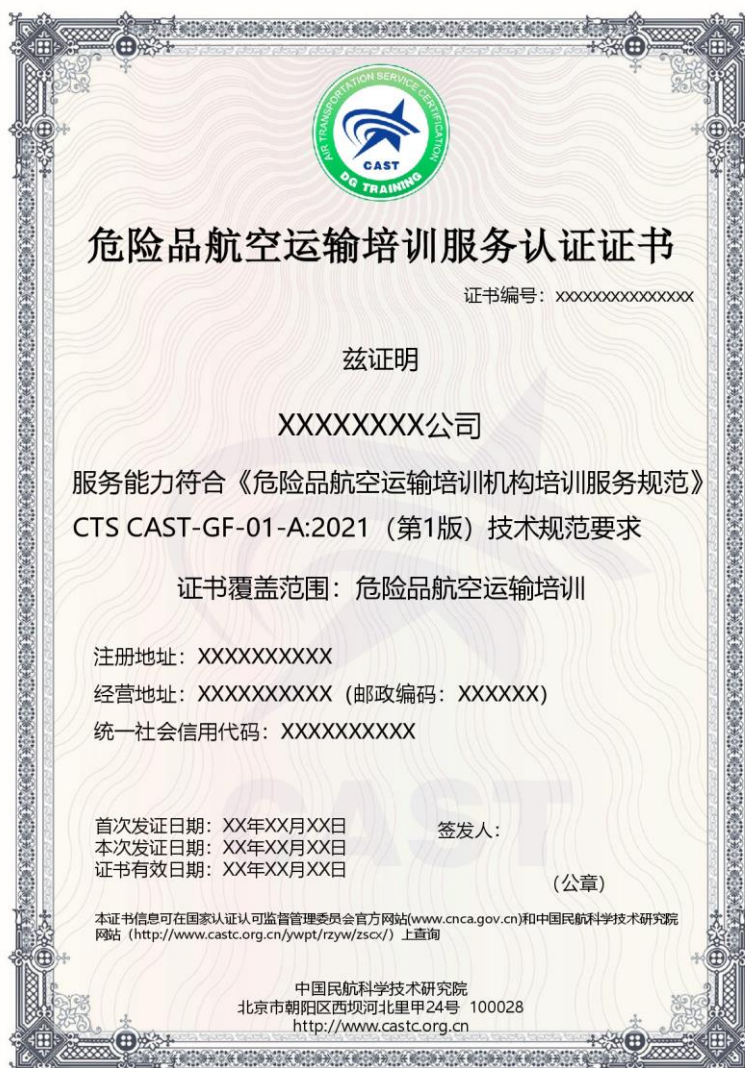 AIR TRANSPORTATION SERVICE CERTIFICATION
CAST
DG TRAINING
危险品航空运输培训服务认证证书
证书编号：xxxxxxxxxxxxxxx
兹证明
XXXXXXXX公司
服务能力符合《危险品航空运输培训机构培训服务规范》
CTS CAST-GF-01-A:2021（第1版）技术规范要求
证书覆盖范围：危险品航空运输培训
注册地址：XXXXXXXXXX
经营地址：XXXXXXXXXX（邮政编码：XXXXXX）
统一社会信用代码：XXXXXXXXXX
CAST
首次发证日期：XX年XX月XX日
签发人：
本次发证日期：XX年XX月XX日
证书有效日期：XX年XX月XX日
（公章）
本证书信息可在国家认证认可监督管理委员会官方网站(www.cnca.gov.cn)和中国民航科学技术研究院
网站（http://www.castc.org.cn/ywpt/rzyw/zscx/）上查询
中国民航科学技术研究院
北京市朝阳区西坝河北里甲24号 100028
http://www.castc.org.cn